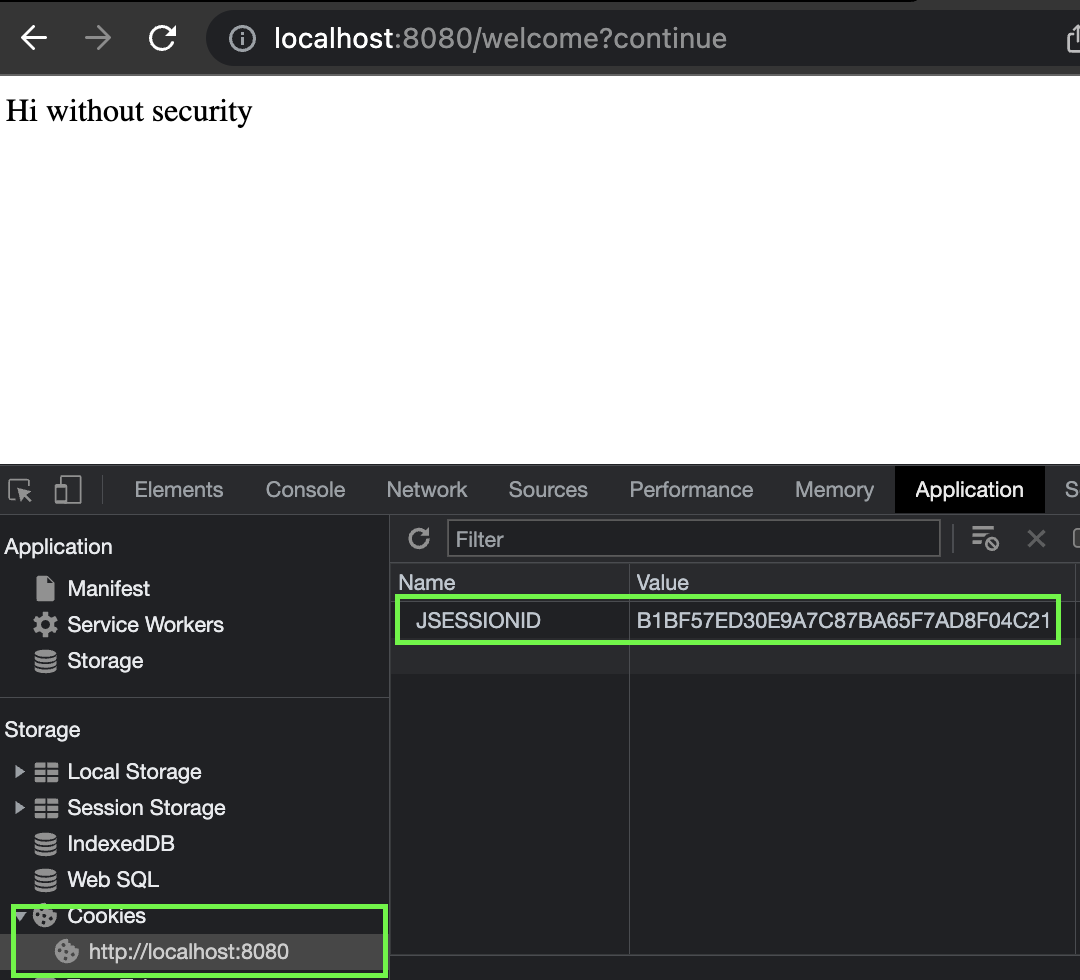 localhost:8080/welcome?continue
Hi without security
Elements Console Network Sources Performance Memory Application S
Application
Manifest
Service Workers
Storage
Storage
Local Storage
Session Storage
IndexedDB
Web SQL
Cookies
http://localhost:8080
Filter
Name Value
JSESSIONID B1BF57ED30E9A7C87BA65F7AD8F04C21